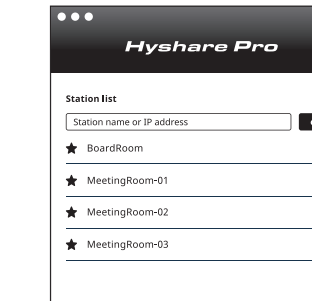 Hyshare Pro
Station list
Station name or IP address
BoardRoom
MeetingRoom-01
MeetingRoom-02
MeetingRoom-03